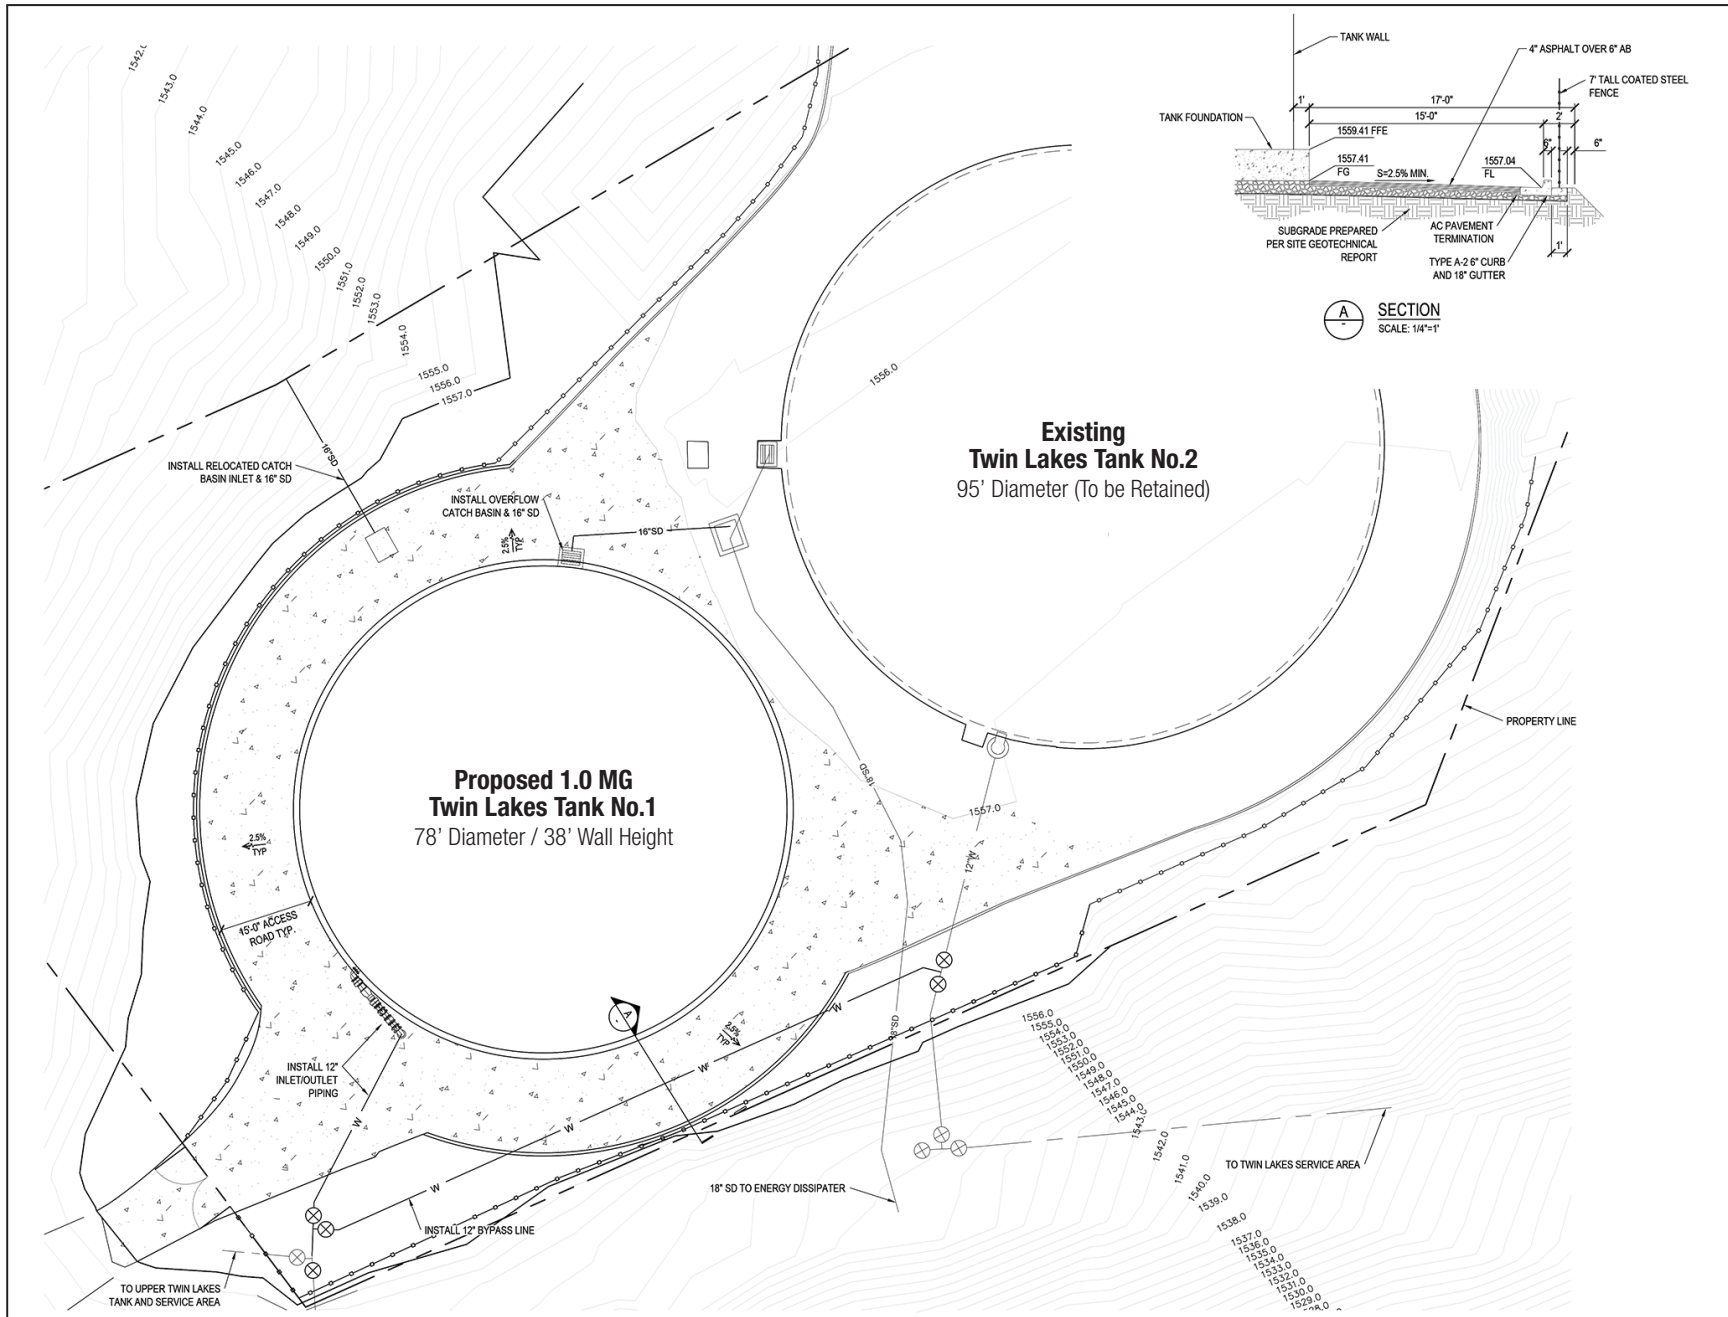 1542.0
1543.0
1544.0
1545.0
1546.0
1547.0
1548.0
1549.0
1550.0
1551.0
1552.0
1553.0
1554.0
1555.0
1556.0
1557.0
TANK WALL
4" ASPHALT OVER 6" AB
7' TALL COATED STEEL
FENCE
1'
17'-0"
15'-0"
2'
TANK FOUNDATION
1559.41 FFE
6"
6"
1557.41
FG
S=2.5% MIN.
1557.04
FL
SUBGRADE PREPARED
PER SITE GEOTECHNICAL
REPORT
AC PAVEMENT
TERMINATION
TYPE A-2 6" CURB
AND 18" GUTTER
1'
A
-
SECTION
SCALE: 1/4"=1'
1556.0
Existing
Twin Lakes Tank No.2
95' Diameter (To be Retained)
16"SD
INSTALL RELOCATED CATCH
BASIN INLET & 16" SD
INSTALL OVERFLOW
CATCH BASIN & 16" SD
2.5%
TYP
16"SD
PROPERTY LINE
18"SD
Proposed 1.0 MG
Twin Lakes Tank No.1
78' Diameter / 38' Wall Height
1557.0
2.5%
TYP
12"W
15'-0" ACCESS
ROAD TYP.
A
-
2.5%
TYP
W
18"SD
INSTALL 12"
INLET/OUTLET
PIPING
W
W
W
W
1556.0
1555.0
1554.0
1553.0
1552.0
1551.0
1550.0
1549.0
1548.0
1547.0
1546.0
1545.0
1544.0
1543.0
1542.0
1541.0
1540.0
1539.0
1538.0
1537.0
1536.0
1535.0
1534.0
1533.0
1532.0
1531.0
1530.0
1529.0
TO TWIN LAKES SERVICE AREA
18" SD TO ENERGY DISSIPATER
INSTALL 12" BYPASS LINE
TO UPPER TWIN LAKES
TANK AND SERVICE AREA